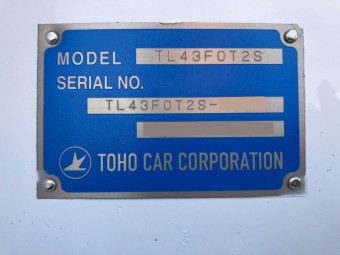 MODEL TL43F0T2S
SERIAL NO.
TL43F0T2S-
TOHO CAR CORPORATION